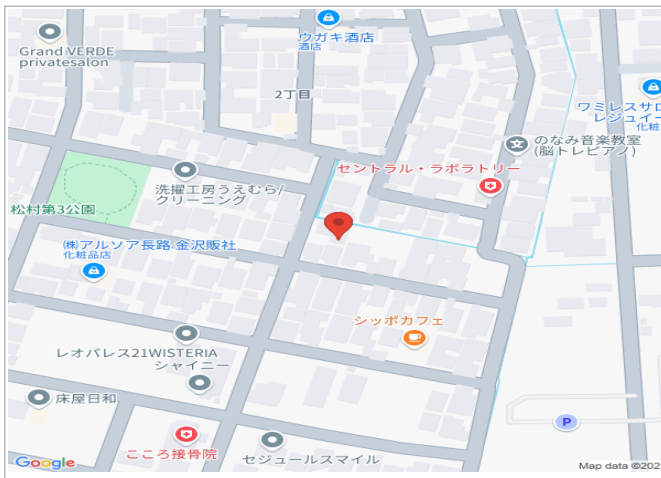 ウガキ酒店
酒店
Grand VERDE
privatesalon
2丁目
ワミレスサロ
レジュイー
化粧
のなみ音楽教室
(脳トレピアノ)
セントラル・ラボラトリー
洗濯工房うえむら/
クリーニング
松村第3公園
㈱アルソア長路 金沢販社
化粧品店
シッポカフェ
レオパレス21WISTERIA
シャイニー
床屋日和
P
こころ接骨院
セジュールスマイル
Google
Map data ©202